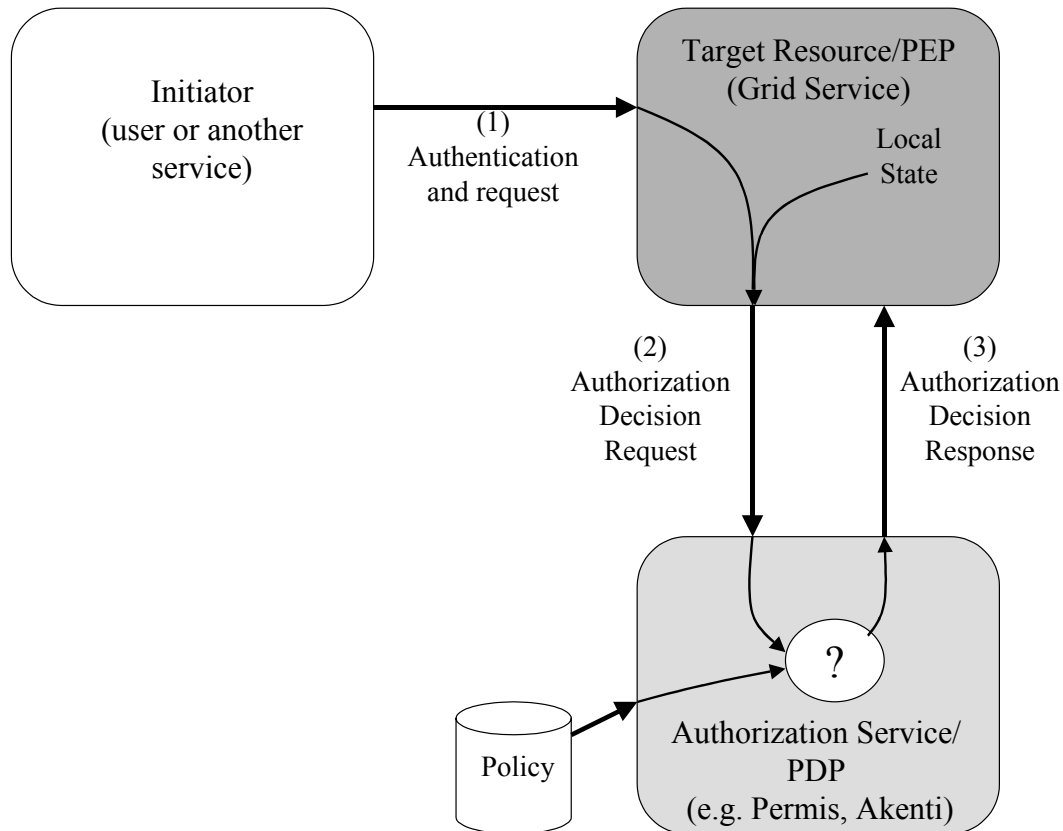 Initiator
(user or another
service)
(1)
Authentication
and request
Target Resource/PEP
(Grid Service)
Local
State
(2)
Authorization
Decision
Request
(3)
Authorization
Decision
Response
?
Policy
Authorization Service/
PDP
(e.g. Permis, Akenti)